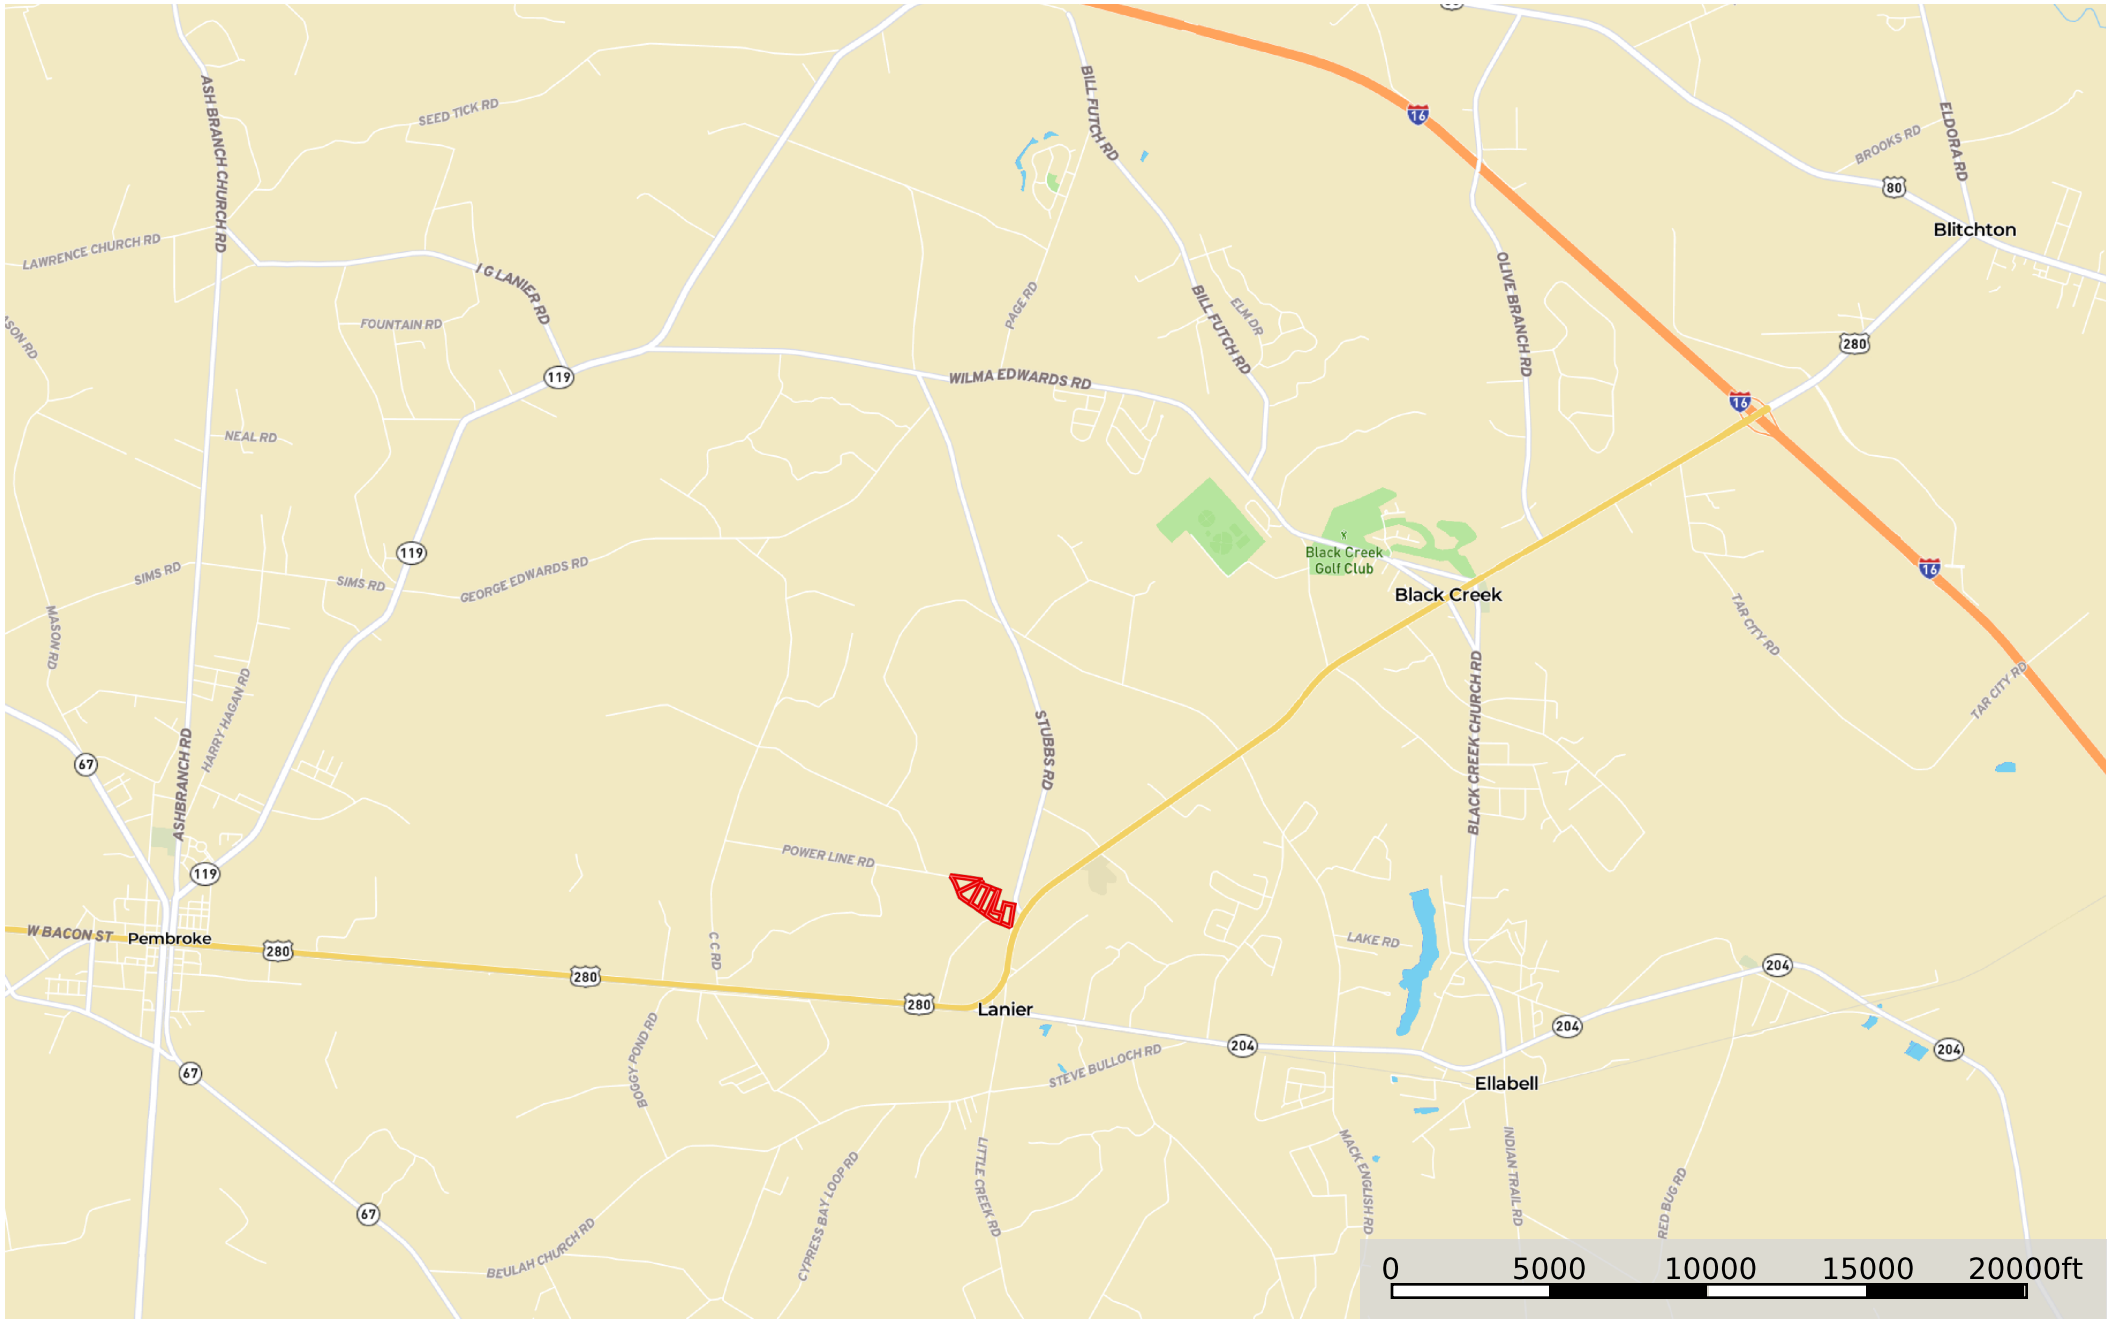 16
ASH BRANCH CHURCH RD
BILL FUTCH RD
SEED TICK RD
ELDORA RD
BROOKS RD
80
Blitchton
LAWRENCE CHURCH RD
I G LANIER RD
PAGE RD
BILL FUTCH RD
ELM DR
OLIVE BRANCH RD
FOUNTAIN RD
280
119
WILMA EDWARDS RD
16
NEAL RD
119
Black Creek
Golf Club
16
SIMS RD
SIMS RD
GEORGE EDWARDS RD
Black Creek
MASON RD
TAR CITY RD
TAR CITY RD
HARRY HAGAN RD
STUBBS RD
BLACK CREEK CHURCH RD
67
ASHBRANCH RD
POWER LINE RD
119
W BACON ST
Pembroke
280
C C RD
LAKE RD
280
204
280
Lanier
204
204
204
BOGGY POND RD
STEVE BULLOCH RD
67
Ellabell
LITTLE CREEK RD
MACK ENGLISH RD
INDIAN TRAIL RD
RED BUG RD
CYPRESS BAY LOOP RD
67
BEULAH CHURCH RD
0 5000 10000 15000 20000ft